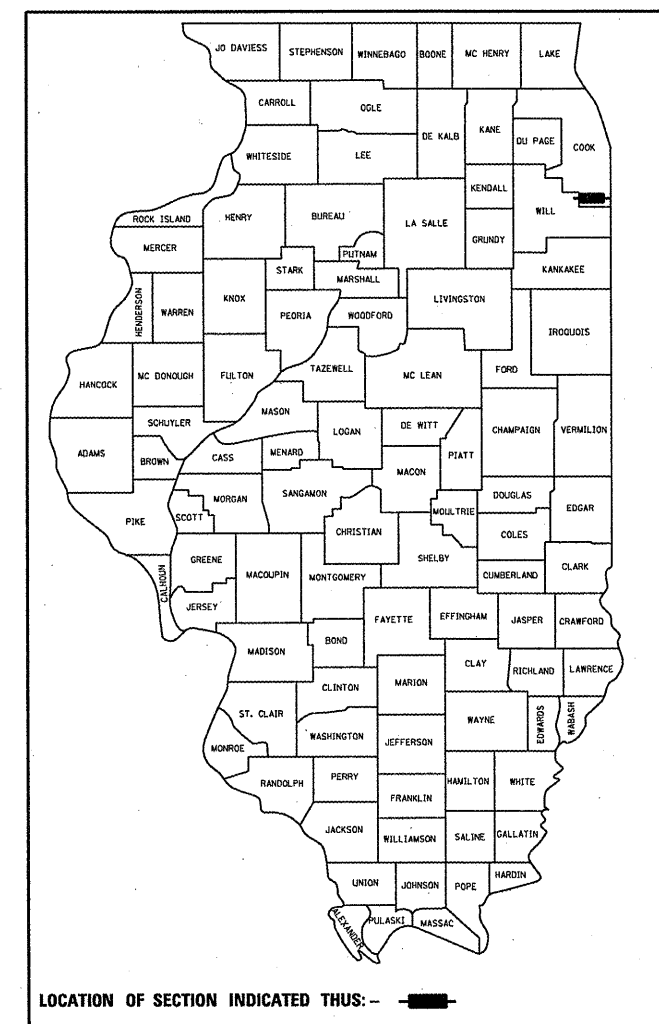 JO DAVIESS STEPHENSON WINNEBAGO BOONE MC HENRY LAKE
CARROLL OGLE DE KALB KANE DU PAGE COOK
WHITESIDE LEE
KENDALL
ROCK ISLAND HENRY BUREAU LA SALLE WILL
MERCER PUTNAM GRUNDY
STARK MARSHALL KANKAKEE
HENDERSON WARREN KNOX PEORIA WOODFORD LIVINGSTON IROQUOIS
HANCOCK MC DONOUGH FULTON TAZEWELL MC LEAN FORD
MASON
SCHUYLER LOGAN DE WITT CHAMPAIGN VERMILION
ADAMS BROWN CASS MENARD PIATT
MACON
PIKE SCOTT MORGAN SANGAMON MOULTRIE DOUGLAS EDGAR
CHRISTIAN COLES
CALHOUN GREENE MACOUPIN MONTGOMERY SHELBY CUMBERLAND CLARK
JERSEY FAYETTE EFFINGHAM JASPER CRAWFORD
MADISON BOND
CLAY RICHLAND LAWRENCE
CLINTON MARION
ST. CLAIR WAYNE EDWARDS WABASH
MONROE WASHINGTON JEFFERSON
RANDOLPH PERRY HAMILTON WHITE
FRANKLIN
JACKSON WILLIAMSON SALINE GALLATIN
UNION JOHNSON POPE HARDIN
ALEXANDER PULASKI MASSAC
LOCATION OF SECTION INDICATED THUS:–